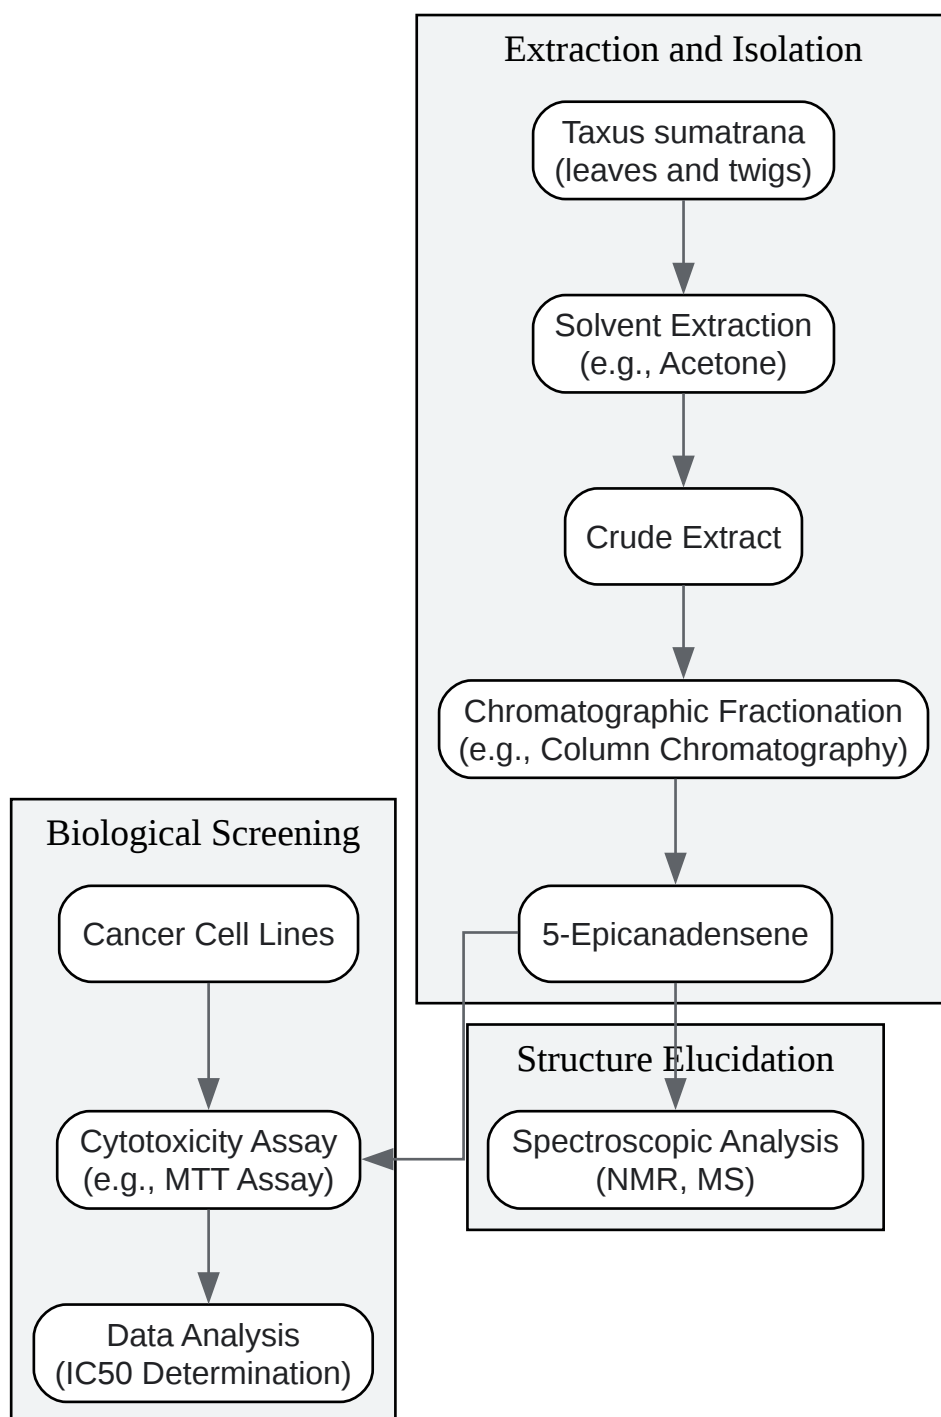 Extraction and Isolation
Taxus sumatrana
(leaves and twigs)
Solvent Extraction
(e.g., Acetone)
Crude Extract
Chromatographic Fractionation
(e.g., Column Chromatography)
5-Epicanadensene
Biological Screening
Cancer Cell Lines
Cytotoxicity Assay
(e.g., MTT Assay)
Data Analysis
(IC50 Determination)
Structure Elucidation
Spectroscopic Analysis
(NMR, MS)